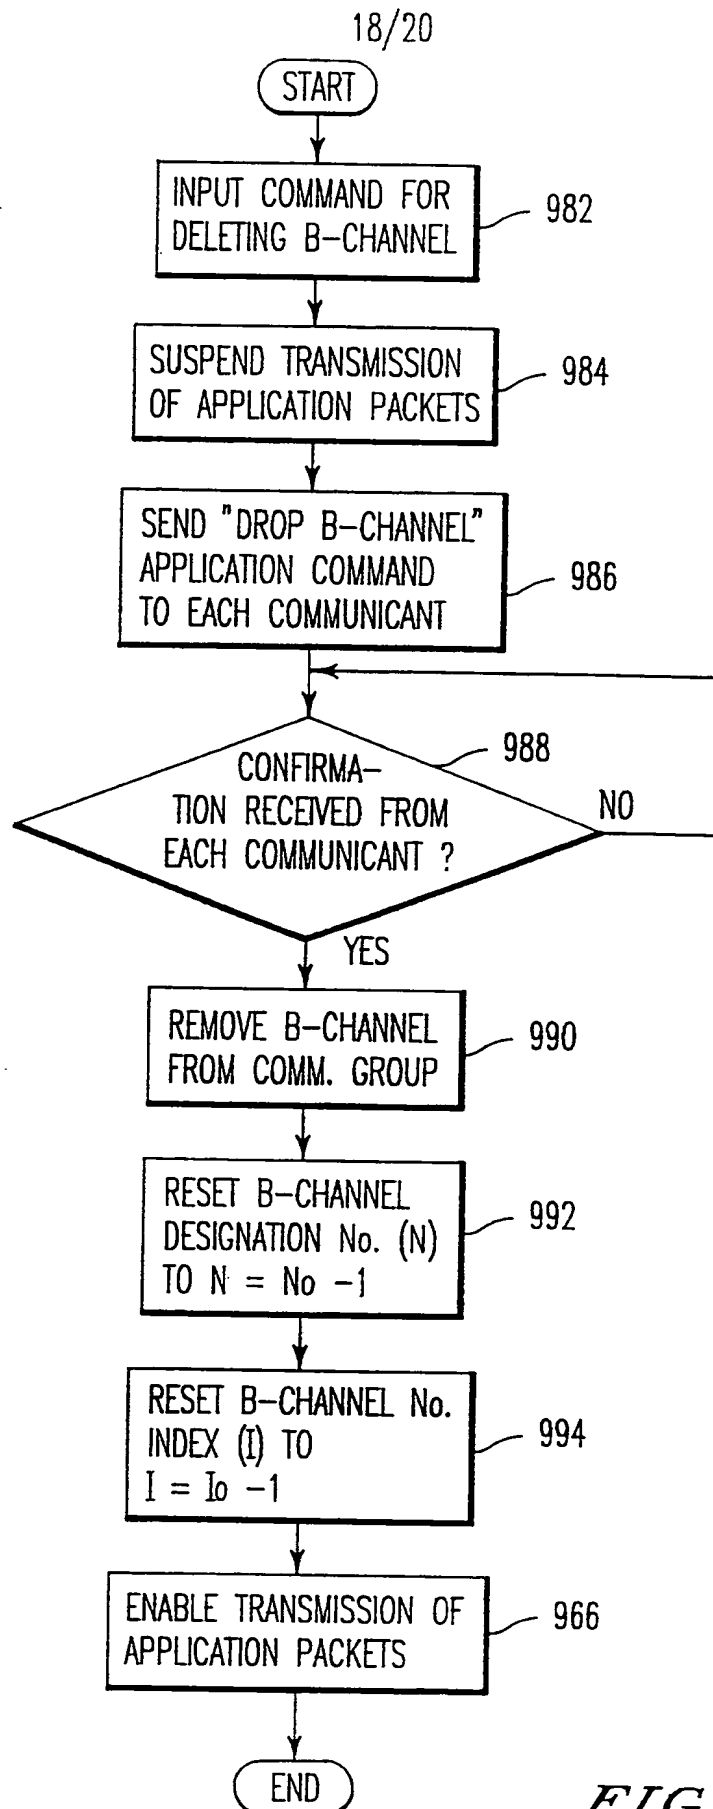 18/20
START
INPUT COMMAND FOR
DELETING B-CHANNEL
982
SUSPEND TRANSMISSION
OF APPLICATION PACKETS
984
SEND "DROP B-CHANNEL"
APPLICATION COMMAND
TO EACH COMMUNICANT
986
988
CONFIRMA-
TION RECEIVED FROM
EACH COMMUNICANT ?
NO
YES
REMOVE B-CHANNEL
FROM COMM. GROUP
990
RESET B-CHANNEL
DESIGNATION No. (N)
TO N = No -1
992
RESET B-CHANNEL No.
INDEX (I) TO
I = Io -1
994
ENABLE TRANSMISSION OF
APPLICATION PACKETS
966
END
FIG